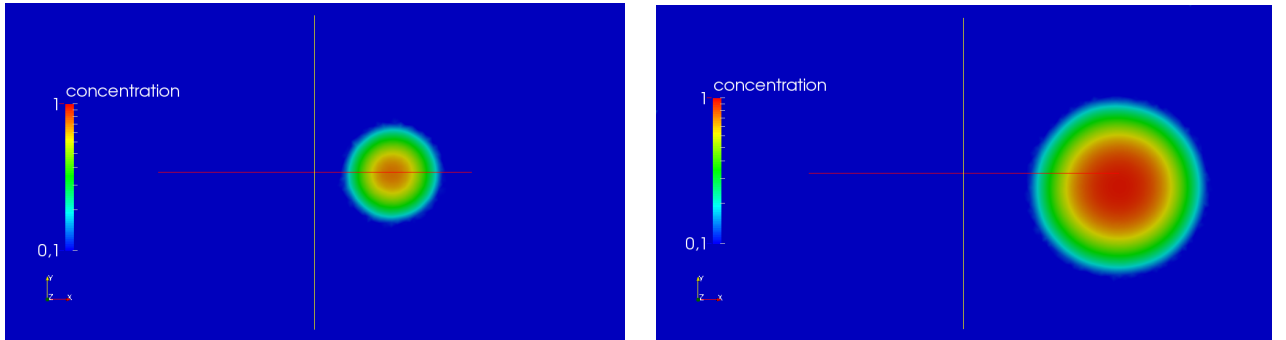 concentration
1
0,1
Y
Z X
concentration
1
0,1
Y
Z X